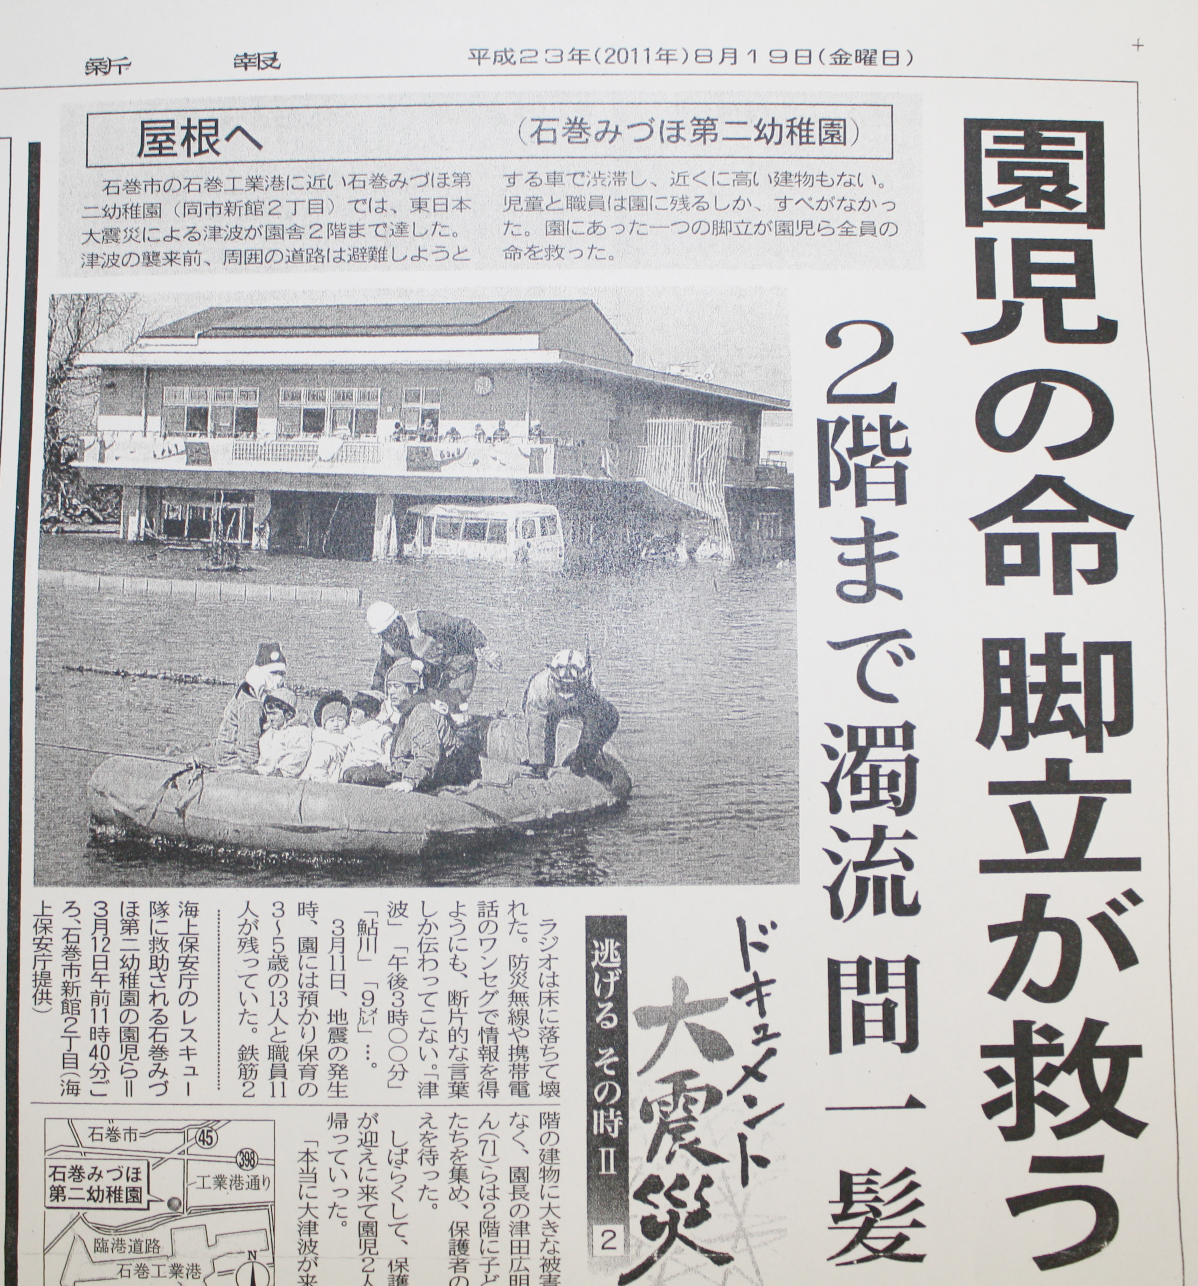 新報
平成23年(2011年)8月19日(金曜日)
園児の命 脚立が救う
2階まで濁流 間一髪
屋根へ
(石巻みづほ第二幼稚園)
石巻市の石巻工業港に近い石巻みづほ第
二幼稚園(同市新館2丁目)では、東日本
大震災による津波が園舎2階まで達した。
津波の襲来前、周囲の道路は避難しようと
する車で渋滞し、近くに高い建物もない。
児童と職員は園に残るしか、すべがなかっ
た。園にあった一つの脚立が園児ら全員の
命を救った。
ドキュメント
大震災
逃げる その時Ⅱ
2
ラジオは床に落ちて壊
れた。防災無線や携帯電
話のワンセグで情報を得
ようにも、断片的な言葉
しか伝わってこない。「津
波」「午後3時〇〇分」
「鮎川」「9㍍」…。
3月11日、地震の発生
時、園には預かり保育の
3〜5歳の13人と職員11
人が残っていた。鉄筋2
海上保安庁のレスキュー
隊に救助される石巻みづ
ほ第二幼稚園の園児ら=
3月12日午前11時40分ご
ろ、石巻市新館2丁目(海
上保安庁提供)
階の建物に大きな被害
なく、園長の津田広明
ん(71)らは2階に子ど
たちを集め、保護者の
えを待った。
しばらくして、保護
が迎えに来て園児2人
帰っていった。
「本当に大津波が来
石巻市
45
398
石巻みづほ
第二幼稚園
工業港通り
臨港道路
石巻工業港
N